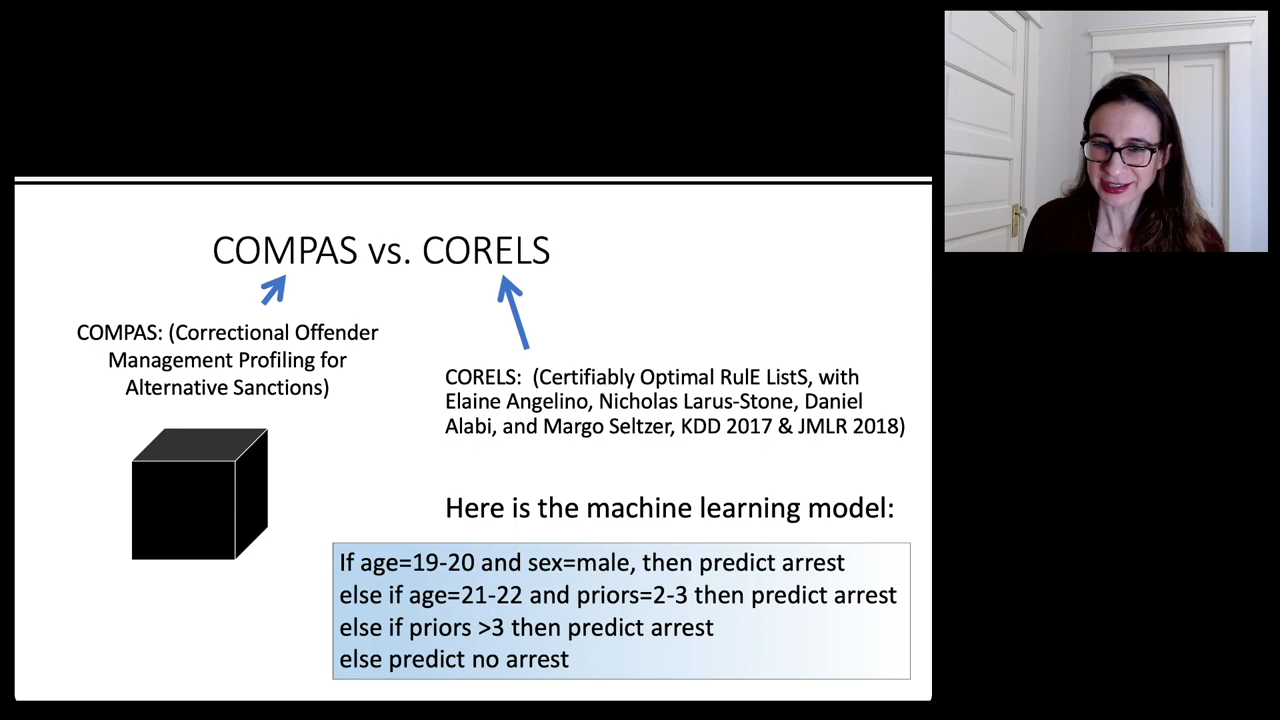 COMPAS vs. CORELS
COMPAS: (Correctional Offender
Management Profiling for
Alternative Sanctions)
CORELS: (Certifiably Optimal RulE ListS, with
Elaine Angelino, Nicholas Larus-Stone, Daniel
Alabi, and Margo Seltzer, KDD 2017 & JMLR 2018)
Here is the machine learning model:
If age=19-20 and sex=male, then predict arrest
else if age=21-22 and priors=2-3 then predict arrest
else if priors >3 then predict arrest
else predict no arrest